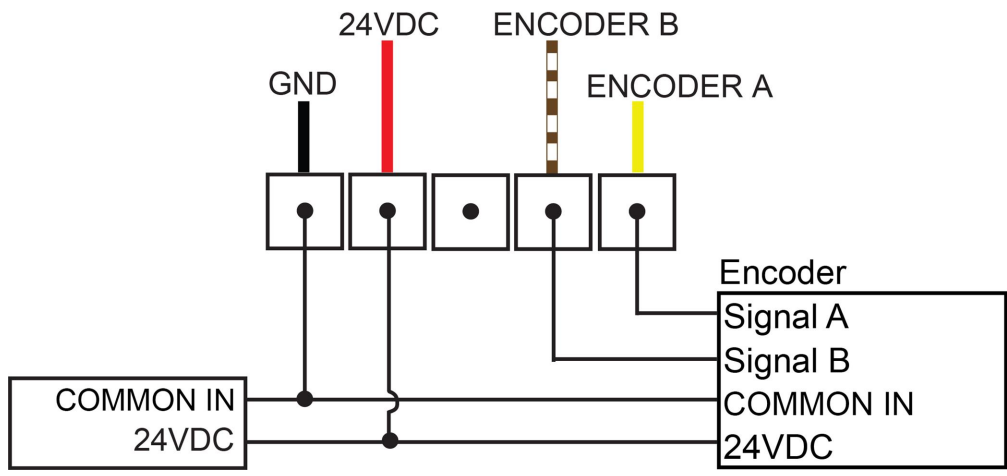 24VDC
ENCODER B
GND
ENCODER A
Encoder
Signal A
Signal B
COMMON IN
24VDC
COMMON IN
24VDC